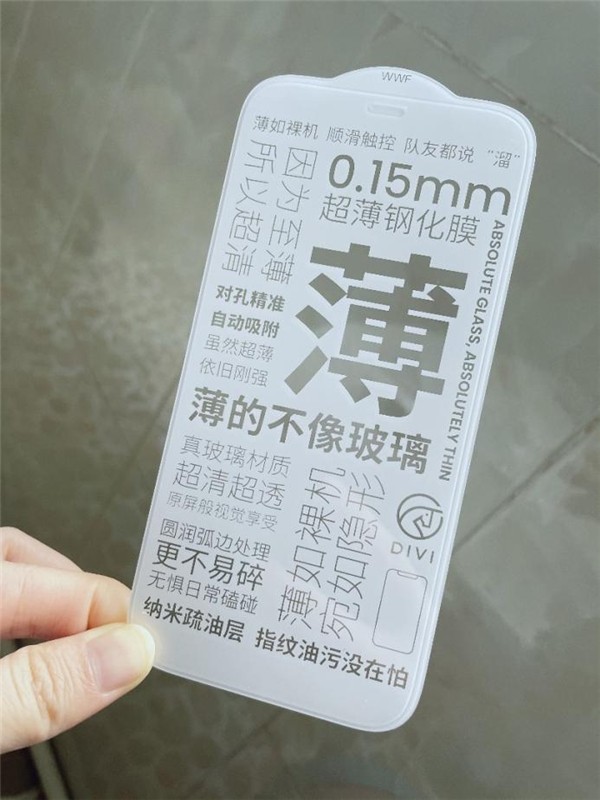 WWF
薄如裸机 顺滑触控 队友都说 "溜"
因为至薄
所以超清
0.15mm
超薄钢化膜
ABSOLUTE GLASS, ABSOLUTELY THIN
薄
对孔精准
自动吸附
虽然超薄
依旧刚强
薄的不像玻璃
真玻璃材质
超清超透
原屏般视觉享受
薄如裸机
宛如隐形
DIVI
圆润弧边处理
更不易碎
无惧日常磕碰
纳米疏油层 指纹油污没在怕